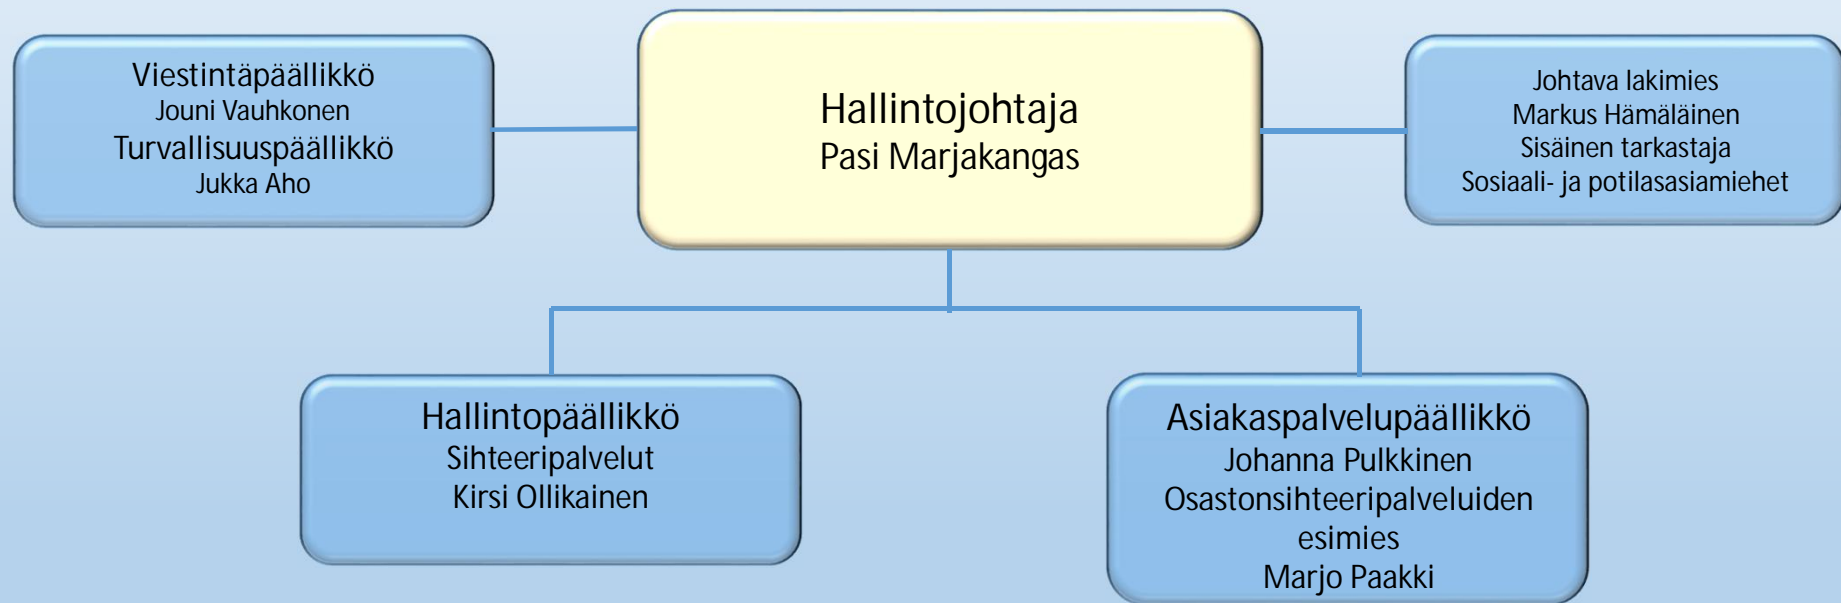 Viestintäpäällikkö
Jouni Vauhkonen
Turvallisuuspäällikkö
Jukka Aho
Hallintojohtaja
Pasi Marjakangas
Johtava lakimies
Markus Hämäläinen
Sisäinen tarkastaja
Sosiaali- ja potilasasiamiehet
Hallintopäällikkö
Sihteeripalvelut
Kirsi Ollikainen
Asiakaspalvelupäällikkö
Johanna Pulkkinen
Osastonsihteeripalveluiden
esimies
Marjo Paakki